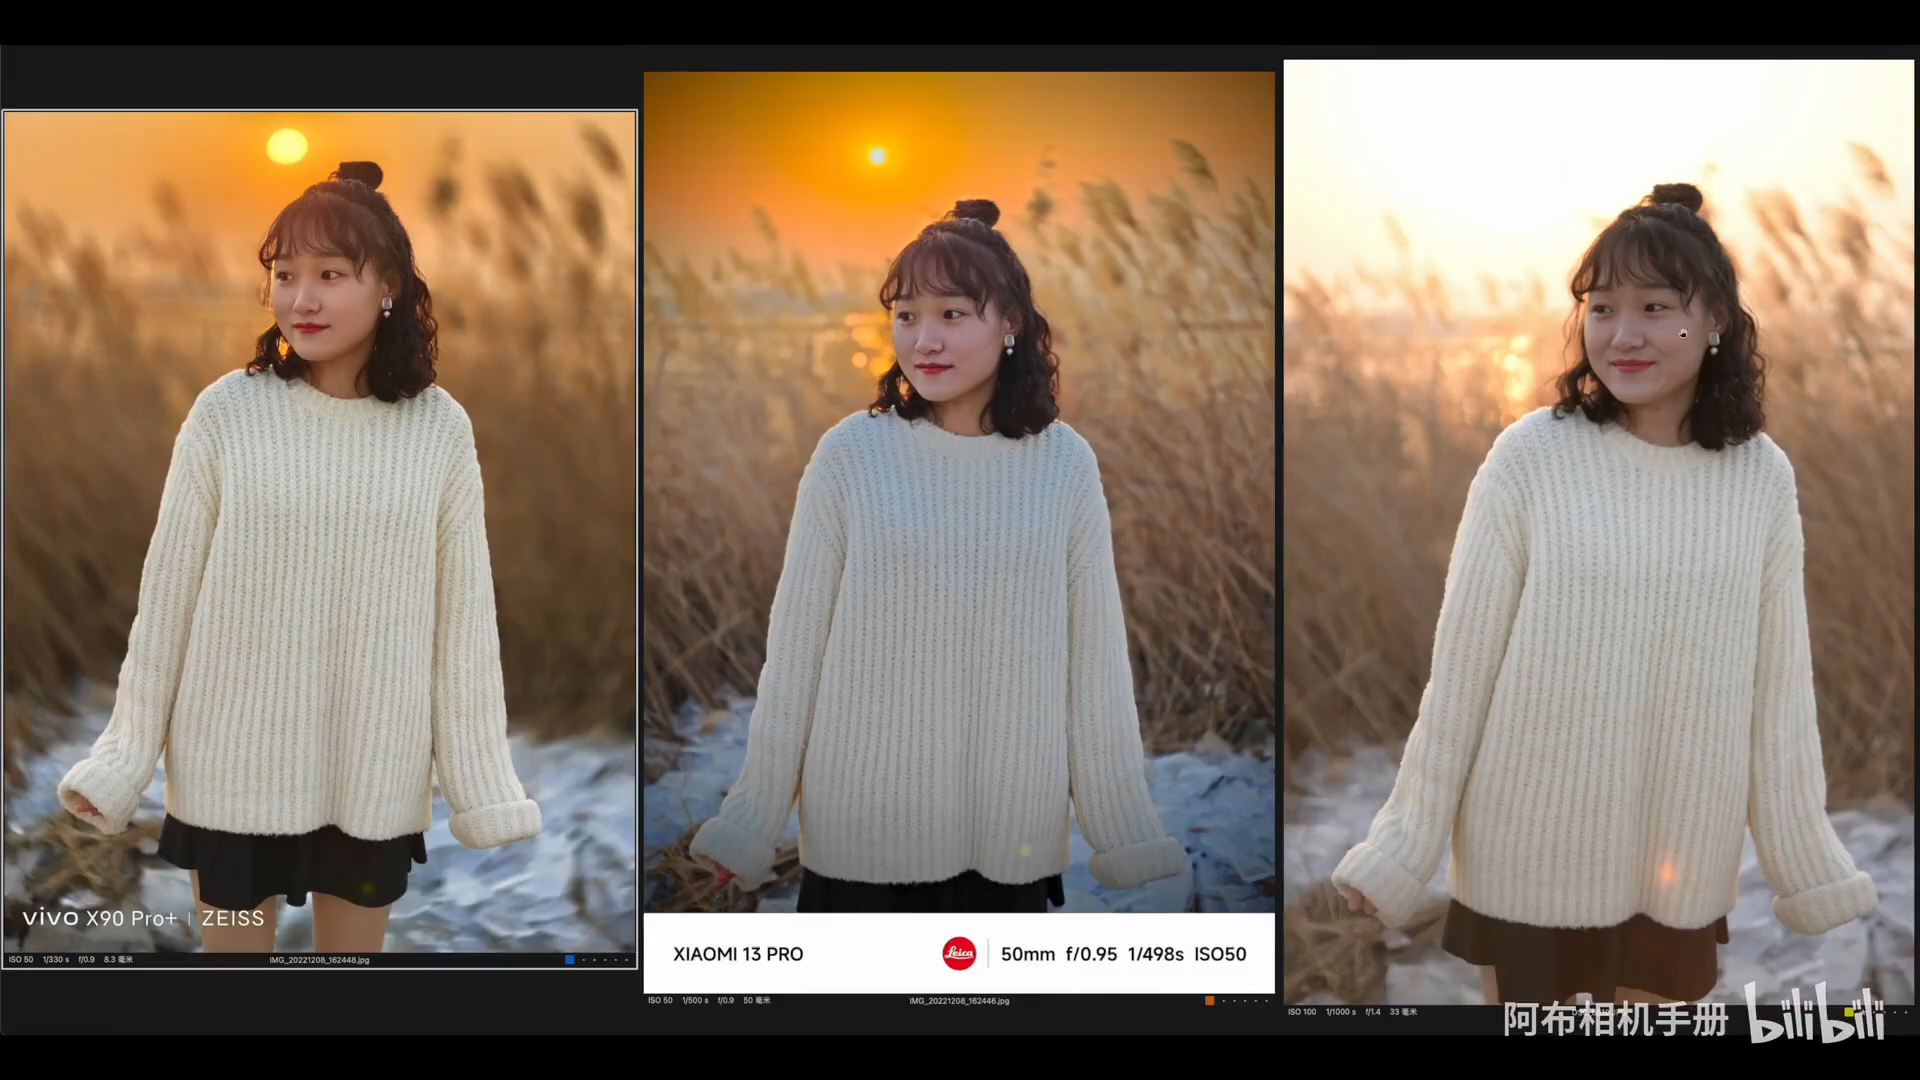 vivo X90 Pro+ | ZEISS
ISO 50 1/330 s f/0.9 8.3 毫米
IMG_20221208_162448.jpg
XIAOMI 13 PRO
Leica
50mm f/0.95 1/498s ISO50
ISO 50 1/500 s f/0.9 50 毫米
IMG_20221208_162446.jpg
ISO 100 1/1000 s f/1.4 33 毫米
阿布相机手册 bilibili